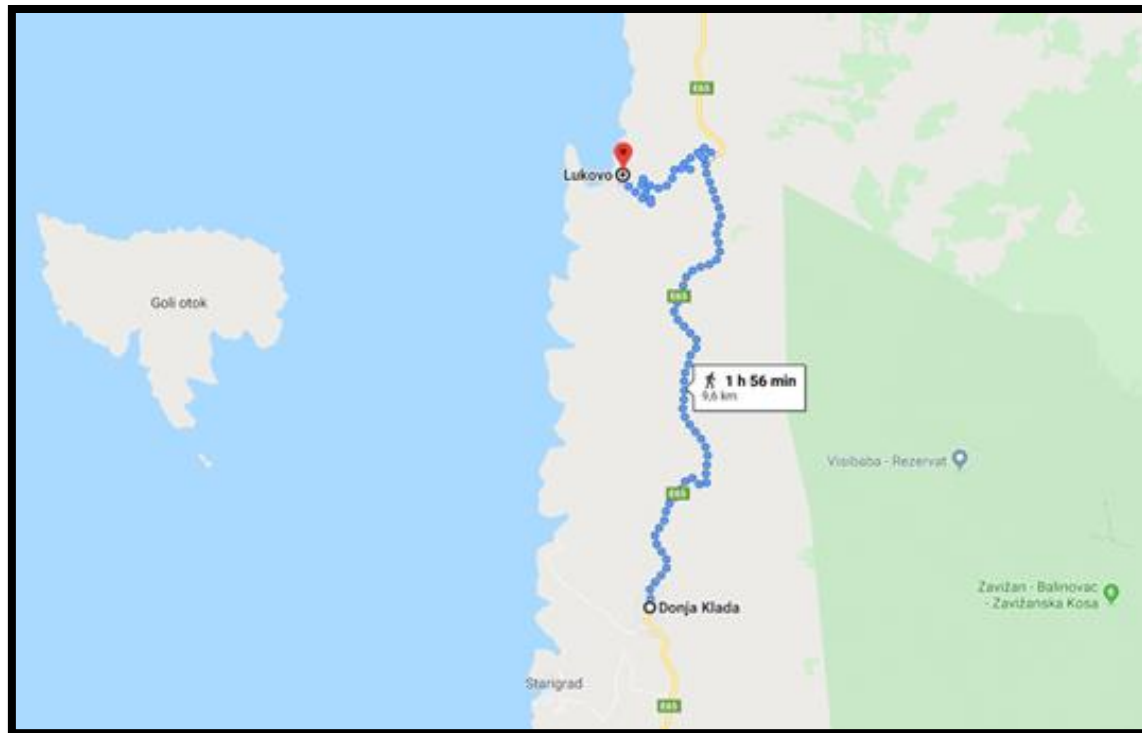 E65
Lukovo
Goli otok
E65
1 h 56 min
9,6 km
Visibaba - Rezervat
E65
Zavižan - Balinovac
- Zavižanska Kosa
Donja Klada
Starigrad
E65